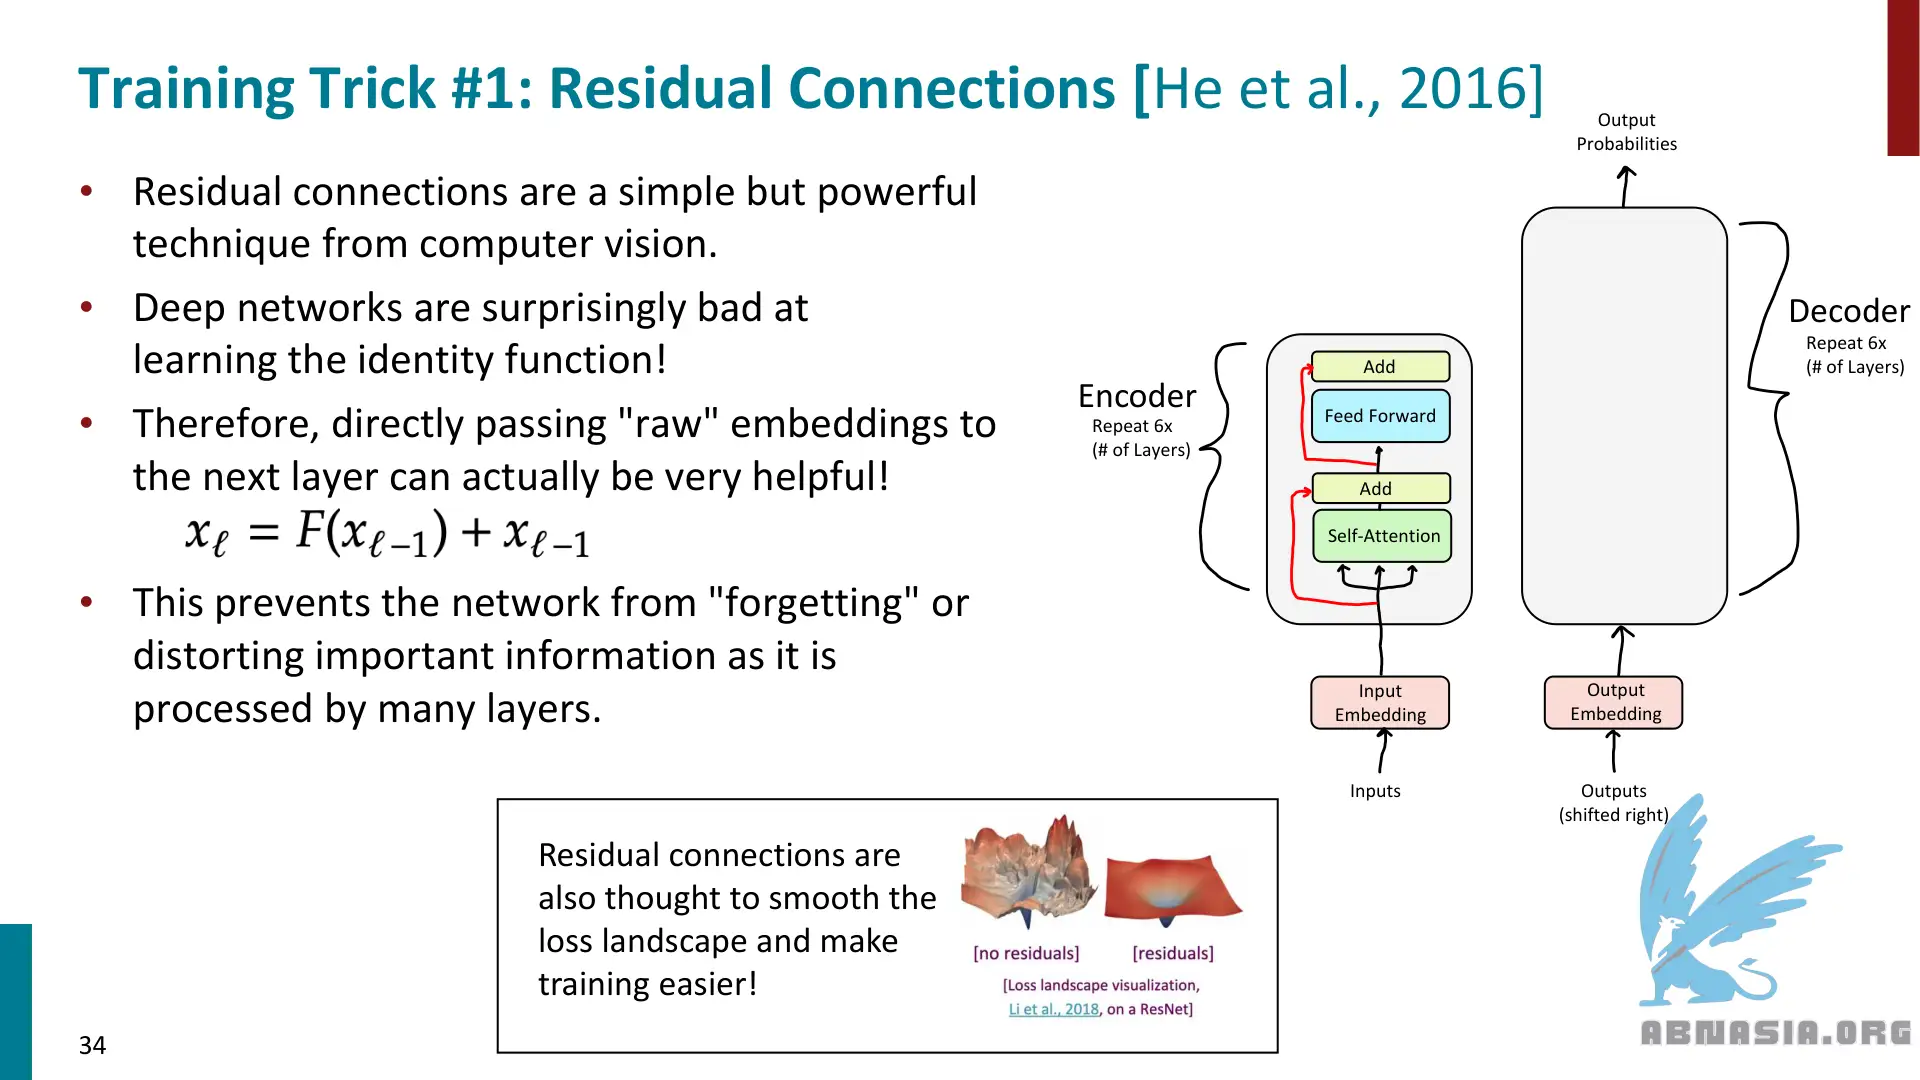 Training Trick #1: Residual Connections [He et al., 2016]
• Residual connections are a simple but powerful
technique from computer vision.
• Deep networks are surprisingly bad at
learning the identity function!
• Therefore, directly passing "raw" embeddings to
the next layer can actually be very helpful!
xℓ = F(xℓ−1) + xℓ−1
• This prevents the network from "forgetting" or
distorting important information as it is
processed by many layers.
Residual connections are
also thought to smooth the
loss landscape and make
training easier!
[no residuals] [residuals]
[Loss landscape visualization,
Li et al., 2018, on a ResNet]
Encoder
Repeat 6x
(# of Layers)
Add
Feed Forward
Add
Self-Attention
Input
Embedding
Inputs
Output
Probabilities
Decoder
Repeat 6x
(# of Layers)
Output
Embedding
Outputs
(shifted right)
34
ABNASIA.ORG